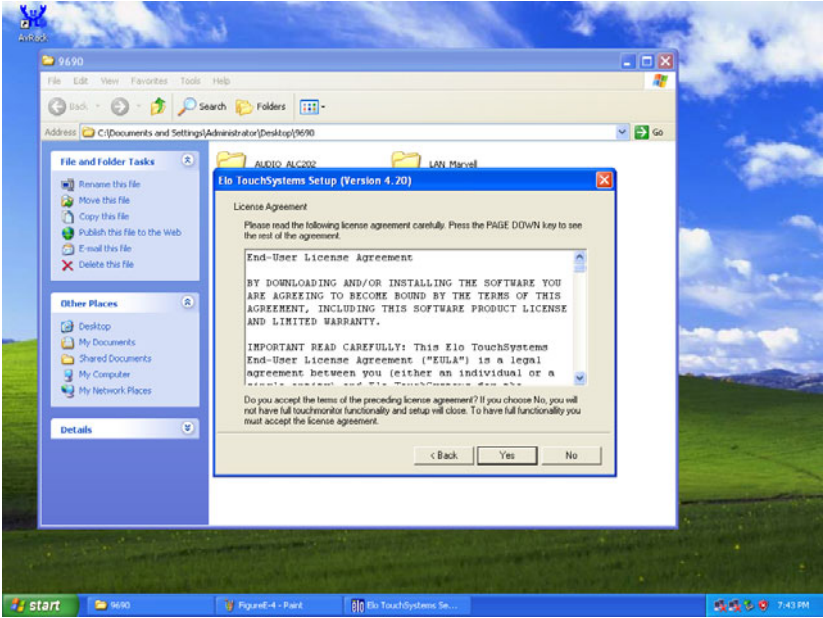 AvRack
9690
File Edit View Favorites Tools Help
Back Search Folders
Address C:\Documents and Settings\Administrator\Desktop\9690 Go
File and Folder Tasks
Rename this file
Move this file
Copy this file
Publish this file to the Web
E-mail this file
Delete this file
Other Places
Desktop
My Documents
Shared Documents
My Computer
My Network Places
Details
AUDIO ALC202 LAN Marvell
Elo TouchSystems Setup (Version 4.20)
License Agreement
Please read the following license agreement carefully. Press the PAGE DOWN key to see
the rest of the agreement.
End-User License Agreement
BY DOWNLOADING AND/OR INSTALLING THE SOFTWARE YOU
ARE AGREEING TO BECOME BOUND BY THE TERMS OF THIS
AGREEMENT, INCLUDING THIS SOFTWARE PRODUCT LICENSE
AND LIMITED WARRANTY.
IMPORTANT READ CAREFULLY: This Elo TouchSystems
End-User License Agreement ("EULA") is a legal
agreement between you (either an individual or a
Do you accept the terms of the preceding license agreement? If you choose No, you will
not have full touchmonitor functionality and setup will close. To have full functionality you
must accept the license agreement.
< Back Yes No
start 9690 FigureE-4 - Paint Elo TouchSystems Se... 7:43 PM